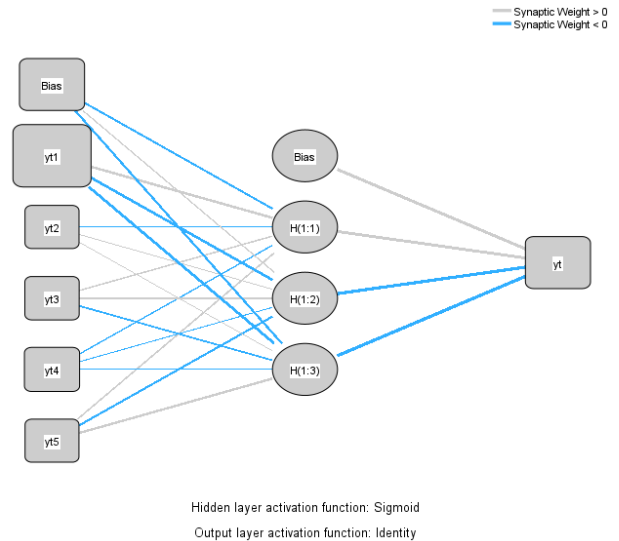 Synaptic Weight > 0
Synaptic Weight < 0
Bias
yt1
Bias
yt2
H(1:1)
yt
yt3
H(1:2)
yt4
H(1:3)
yt5
Hidden layer activation function: Sigmoid
Output layer activation function: Identity